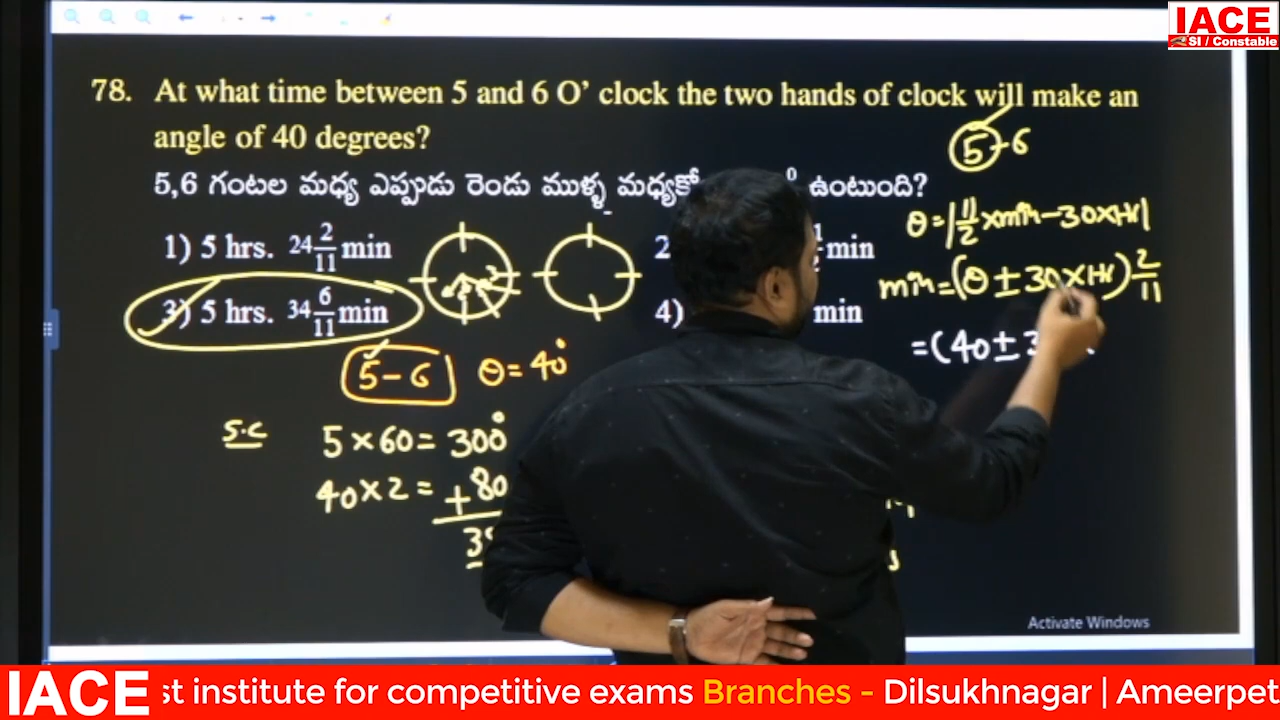 IACE
SI / Constable
78. At what time between 5 and 6 O' clock the two hands of clock will make an
angle of 40 degrees?
5-6
5,6 గంటల మధ్య ఎప్పుడు రెండు ముళ్ళ ఉంటుంది?
θ=|11/2 ×min-30×Hr|
1) 5 hrs. 24 2/11 min
min
min=(θ±30×Hr) 2/11
3) 5 hrs. 34 6/11 min
4) min
=(40±3
5-6 θ=40°
S.C 5×60=300°
40×2= +80
3
Activate Windows
IACE st institute for competitive exams Branches - Dilsukhnagar | Ameerpet